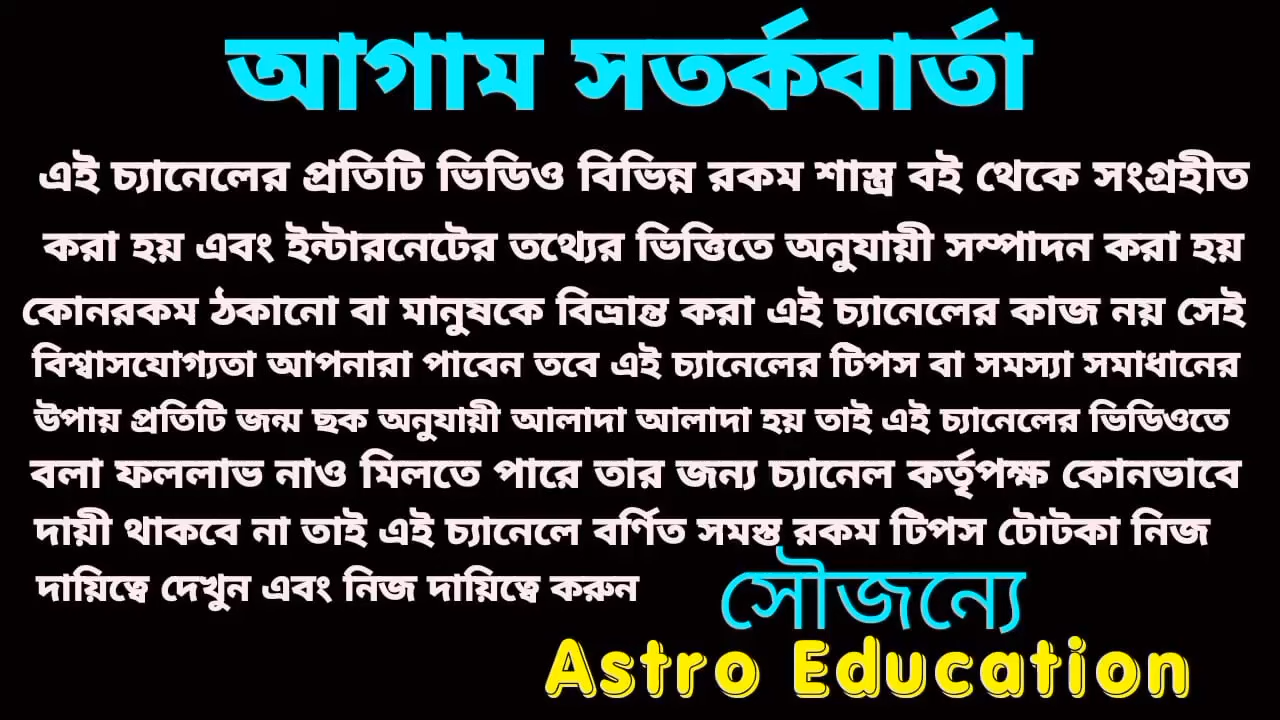 আগাম সতর্কবার্তা
এই চ্যানেলের প্রতিটি ভিডিও বিভিন্ন রকম শাস্ত্র বই থেকে সংগ্রহীত
করা হয় এবং ইন্টারনেটের তথ্যের ভিত্তিতে অনুযায়ী সম্পাদন করা হয়
কোনরকম ঠকানো বা মানুষকে বিভ্রান্ত করা এই চ্যানেলের কাজ নয় সেই
বিশ্বাসযোগ্যতা আপনারা পাবেন তবে এই চ্যানেলের টিপস বা সমস্যা সমাধানের
উপায় প্রতিটি জন্ম ছক অনুযায়ী আলাদা আলাদা হয় তাই এই চ্যানেলের ভিডিওতে
বলা ফললাভ নাও মিলতে পারে তার জন্য চ্যানেল কর্তৃপক্ষ কোনভাবে
দায়ী থাকবে না তাই এই চ্যানেলে বর্ণিত সমস্ত রকম টিপস টোটকা নিজ
দায়িত্বে দেখুন এবং নিজ দায়িত্বে করুন
সৌজন্যে
Astro Education